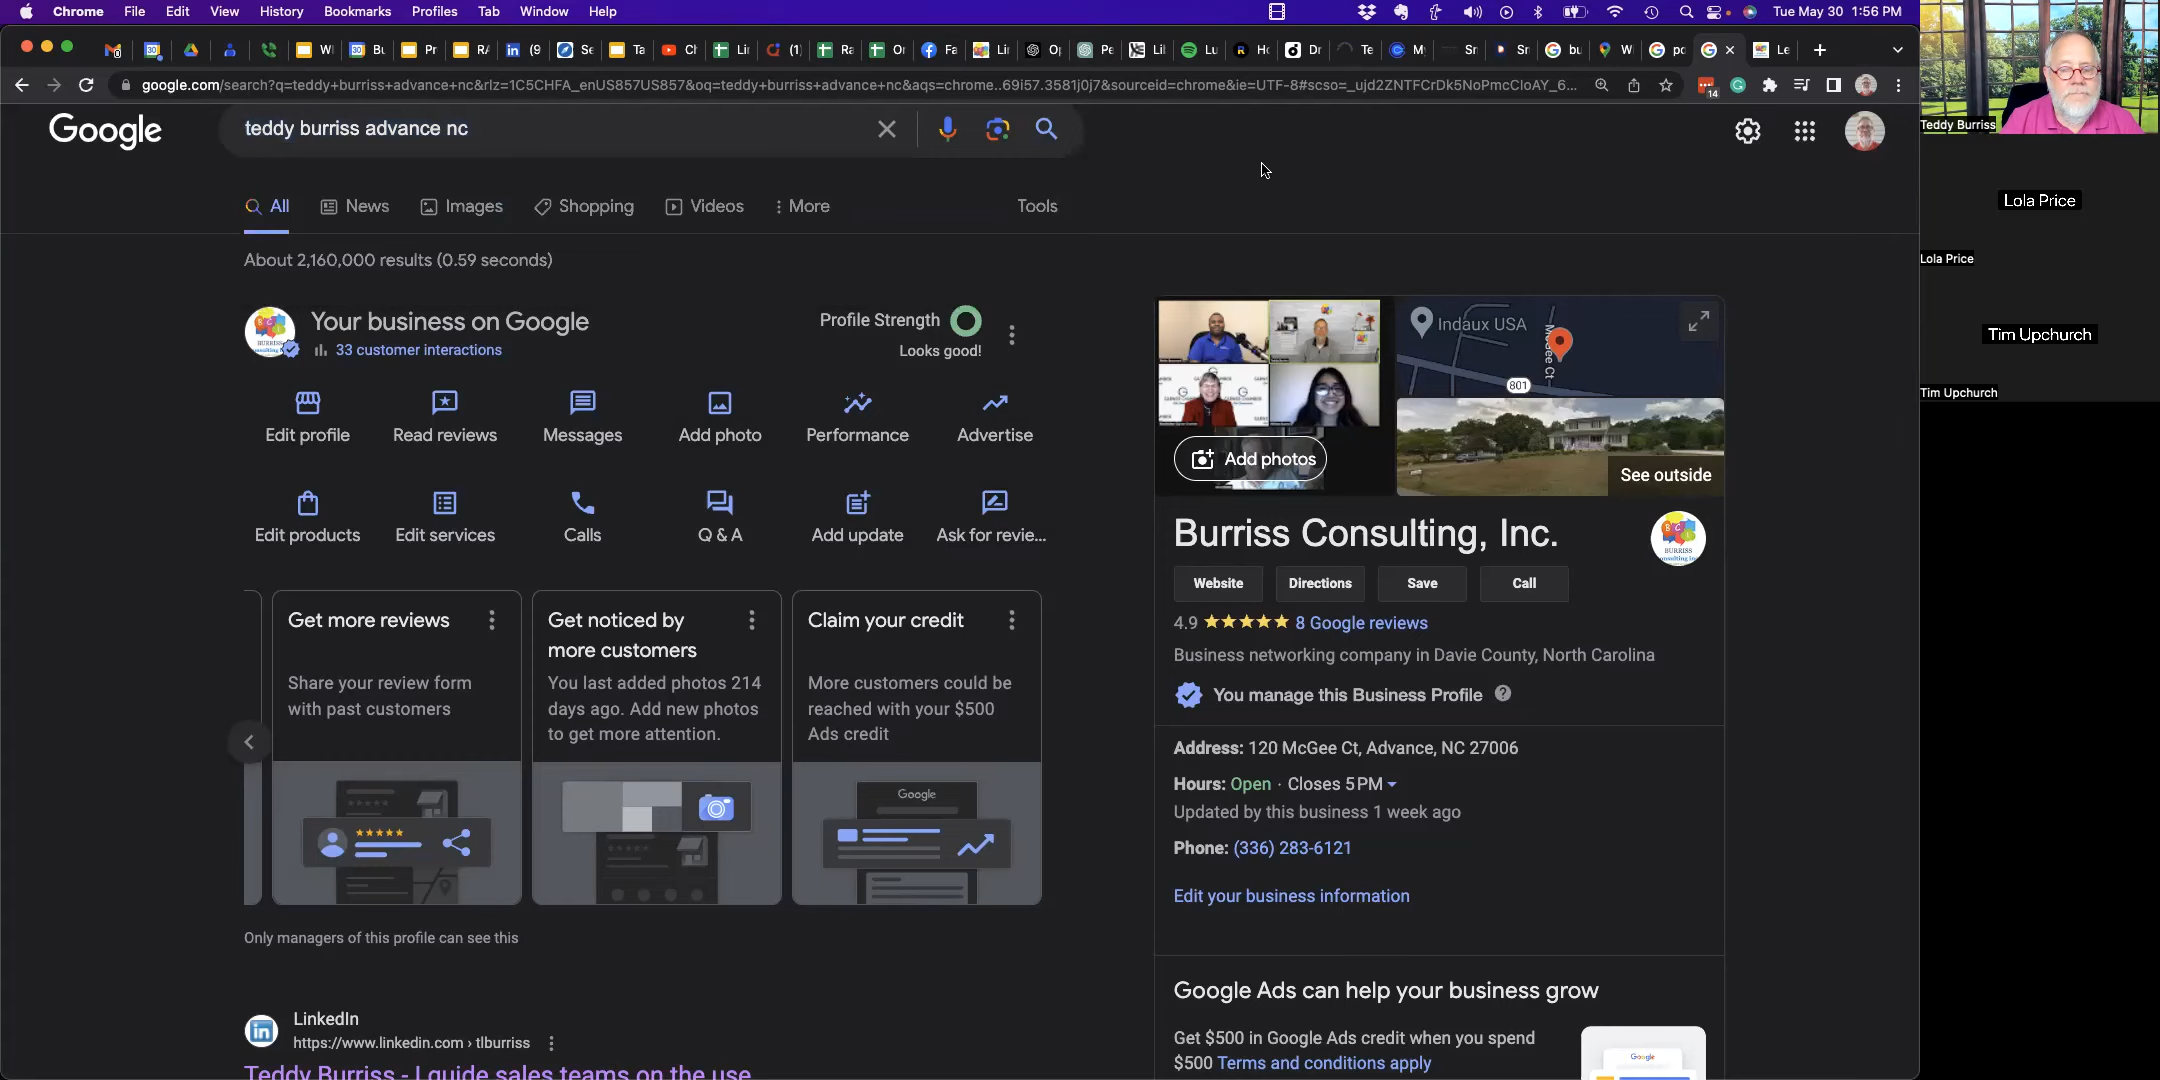 Chrome File Edit View History Bookmarks Profiles Tab Window Help
Tue May 30 1:56 PM
google.com/search?q=teddy+burriss+advance+nc&rlz=1C5CHFA_enUS857US857&oq=teddy+burriss+advance+nc&aqs=chrome..69i57.3581j0j7&sourceid=chrome&ie=UTF-8#scso=_ujd2ZNTFCrDk5NoPmcCIoAY_6...
14
Google
teddy burriss advance nc
All News Images Shopping Videos More Tools
About 2,160,000 results (0.59 seconds)
Your business on Google
33 customer interactions
Profile Strength
Looks good!
Edit profile Read reviews Messages Add photo Performance Advertise
Edit products Edit services Calls Q & A Add update Ask for revie...
Get more reviews
Share your review form
with past customers
Get noticed by
more customers
You last added photos 214
days ago. Add new photos
to get more attention.
Claim your credit
More customers could be
reached with your $500
Ads credit
Google
Only managers of this profile can see this
LinkedIn
https://www.linkedin.com › tlburriss
Teddy Burriss - I guide sales teams on the use
Indaux USA
McGee Ct
801
Add photos
See outside
Burriss Consulting, Inc.
BURRISS
Website Directions Save Call
4.9 8 Google reviews
Business networking company in Davie County, North Carolina
You manage this Business Profile
Address: 120 McGee Ct, Advance, NC 27006
Hours: Open · Closes 5 PM
Updated by this business 1 week ago
Phone: (336) 283-6121
Edit your business information
Google Ads can help your business grow
Get $500 in Google Ads credit when you spend
$500 Terms and conditions apply
Google
Teddy Burriss
Lola Price
Lola Price
Tim Upchurch
Tim Upchurch